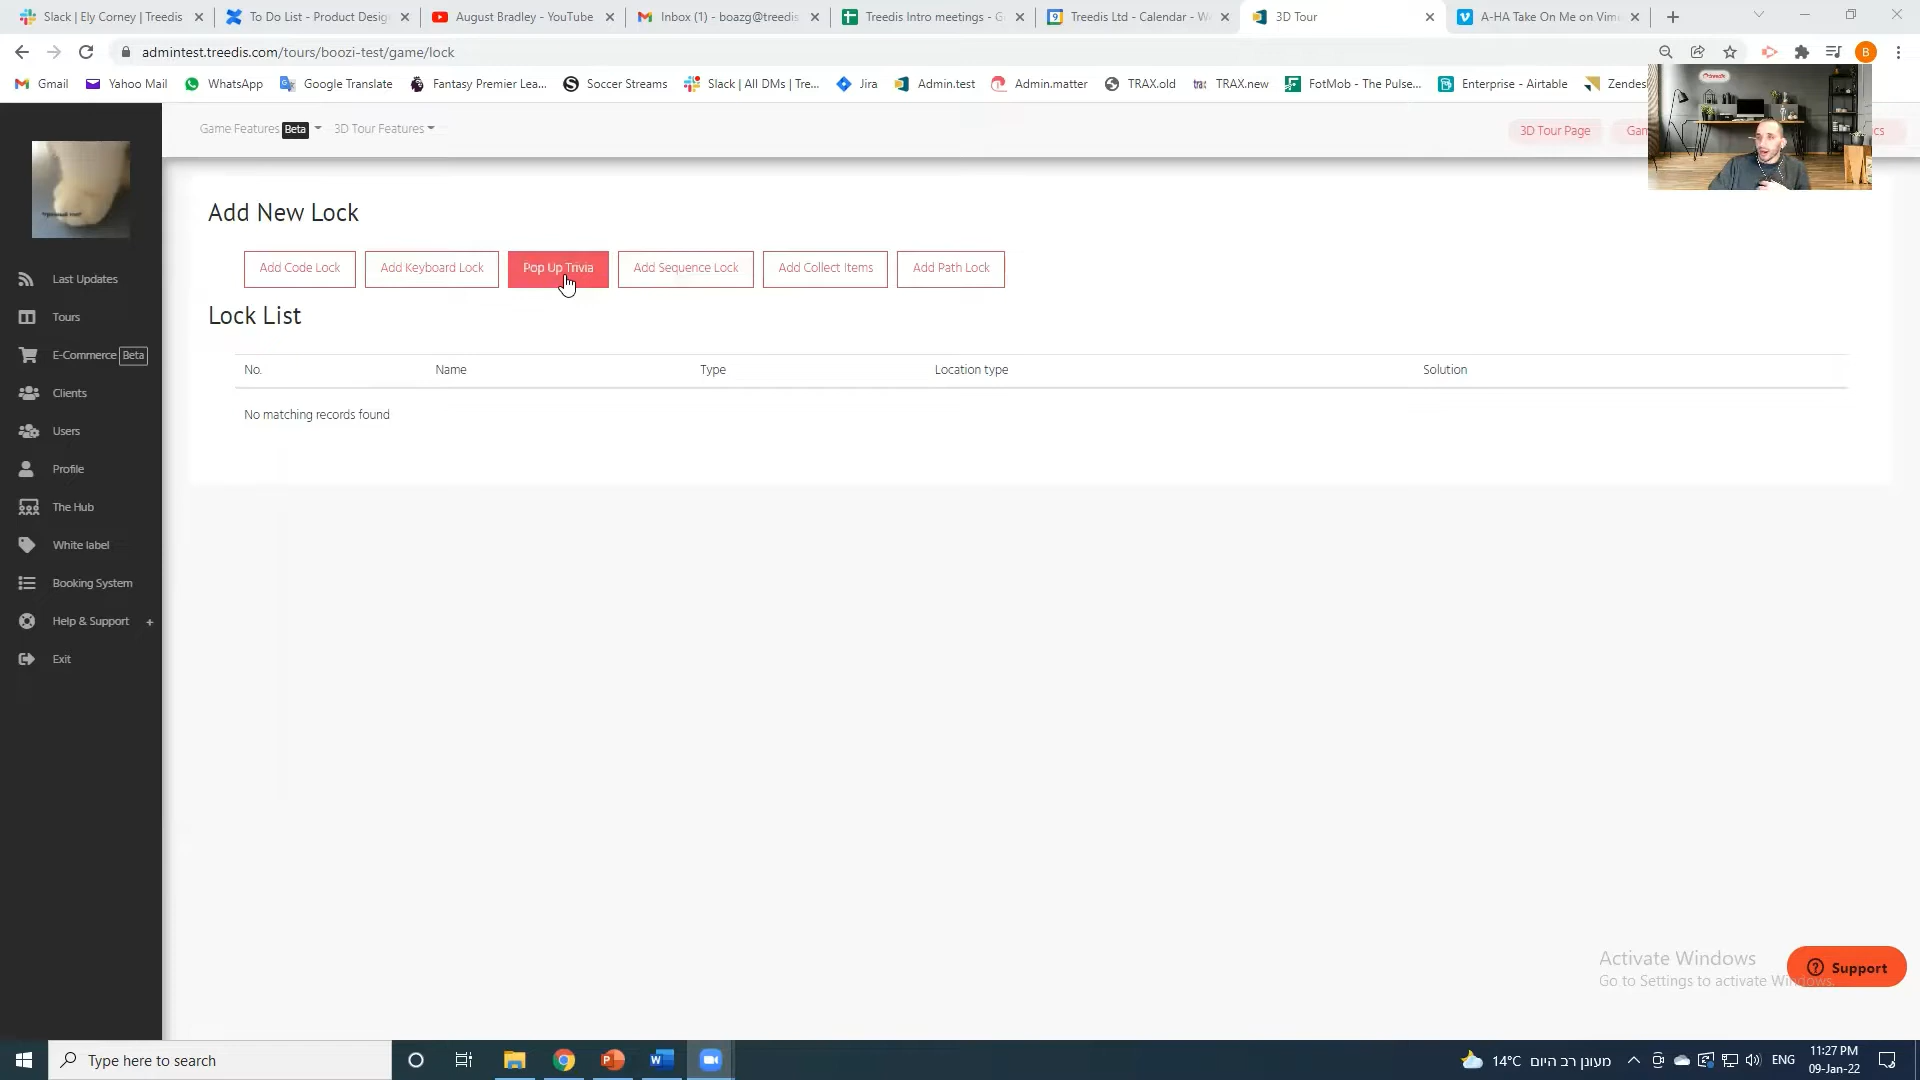 Slack | Ely Corney | Treedis
To Do List - Product Desig
August Bradley - YouTube
Inbox (1) - boazg@treedis
Treedis Intro meetings - G
Treedis Ltd - Calendar - W
3D Tour
A-HA Take On Me on Vim
admintest.treedis.com/tours/boozi-test/game/lock
B
Gmail
Yahoo Mail
WhatsApp
Google Translate
Fantasy Premier Lea...
Soccer Streams
Slack | All DMs | Tre...
Jira
Admin.test
Admin.matter
TRAX.old
TRAX.new
FotMob - The Pulse...
Enterprise - Airtable
Zendes
Game Features Beta
3D Tour Features
3D Tour Page
Gam
cs
Last Updates
Tours
E-Commerce Beta
Clients
Users
Profile
The Hub
White label
Booking System
Help & Support +
Exit
Add New Lock
Add Code Lock
Add Keyboard Lock
Pop Up Trivia
Add Sequence Lock
Add Collect Items
Add Path Lock
Lock List
No.
Name
Type
Location type
Solution
No matching records found
Activate Windows
Go to Settings to activate Windows.
Support
Type here to search
14°C מעונן רב היום
ENG
11:27 PM
09-Jan-22